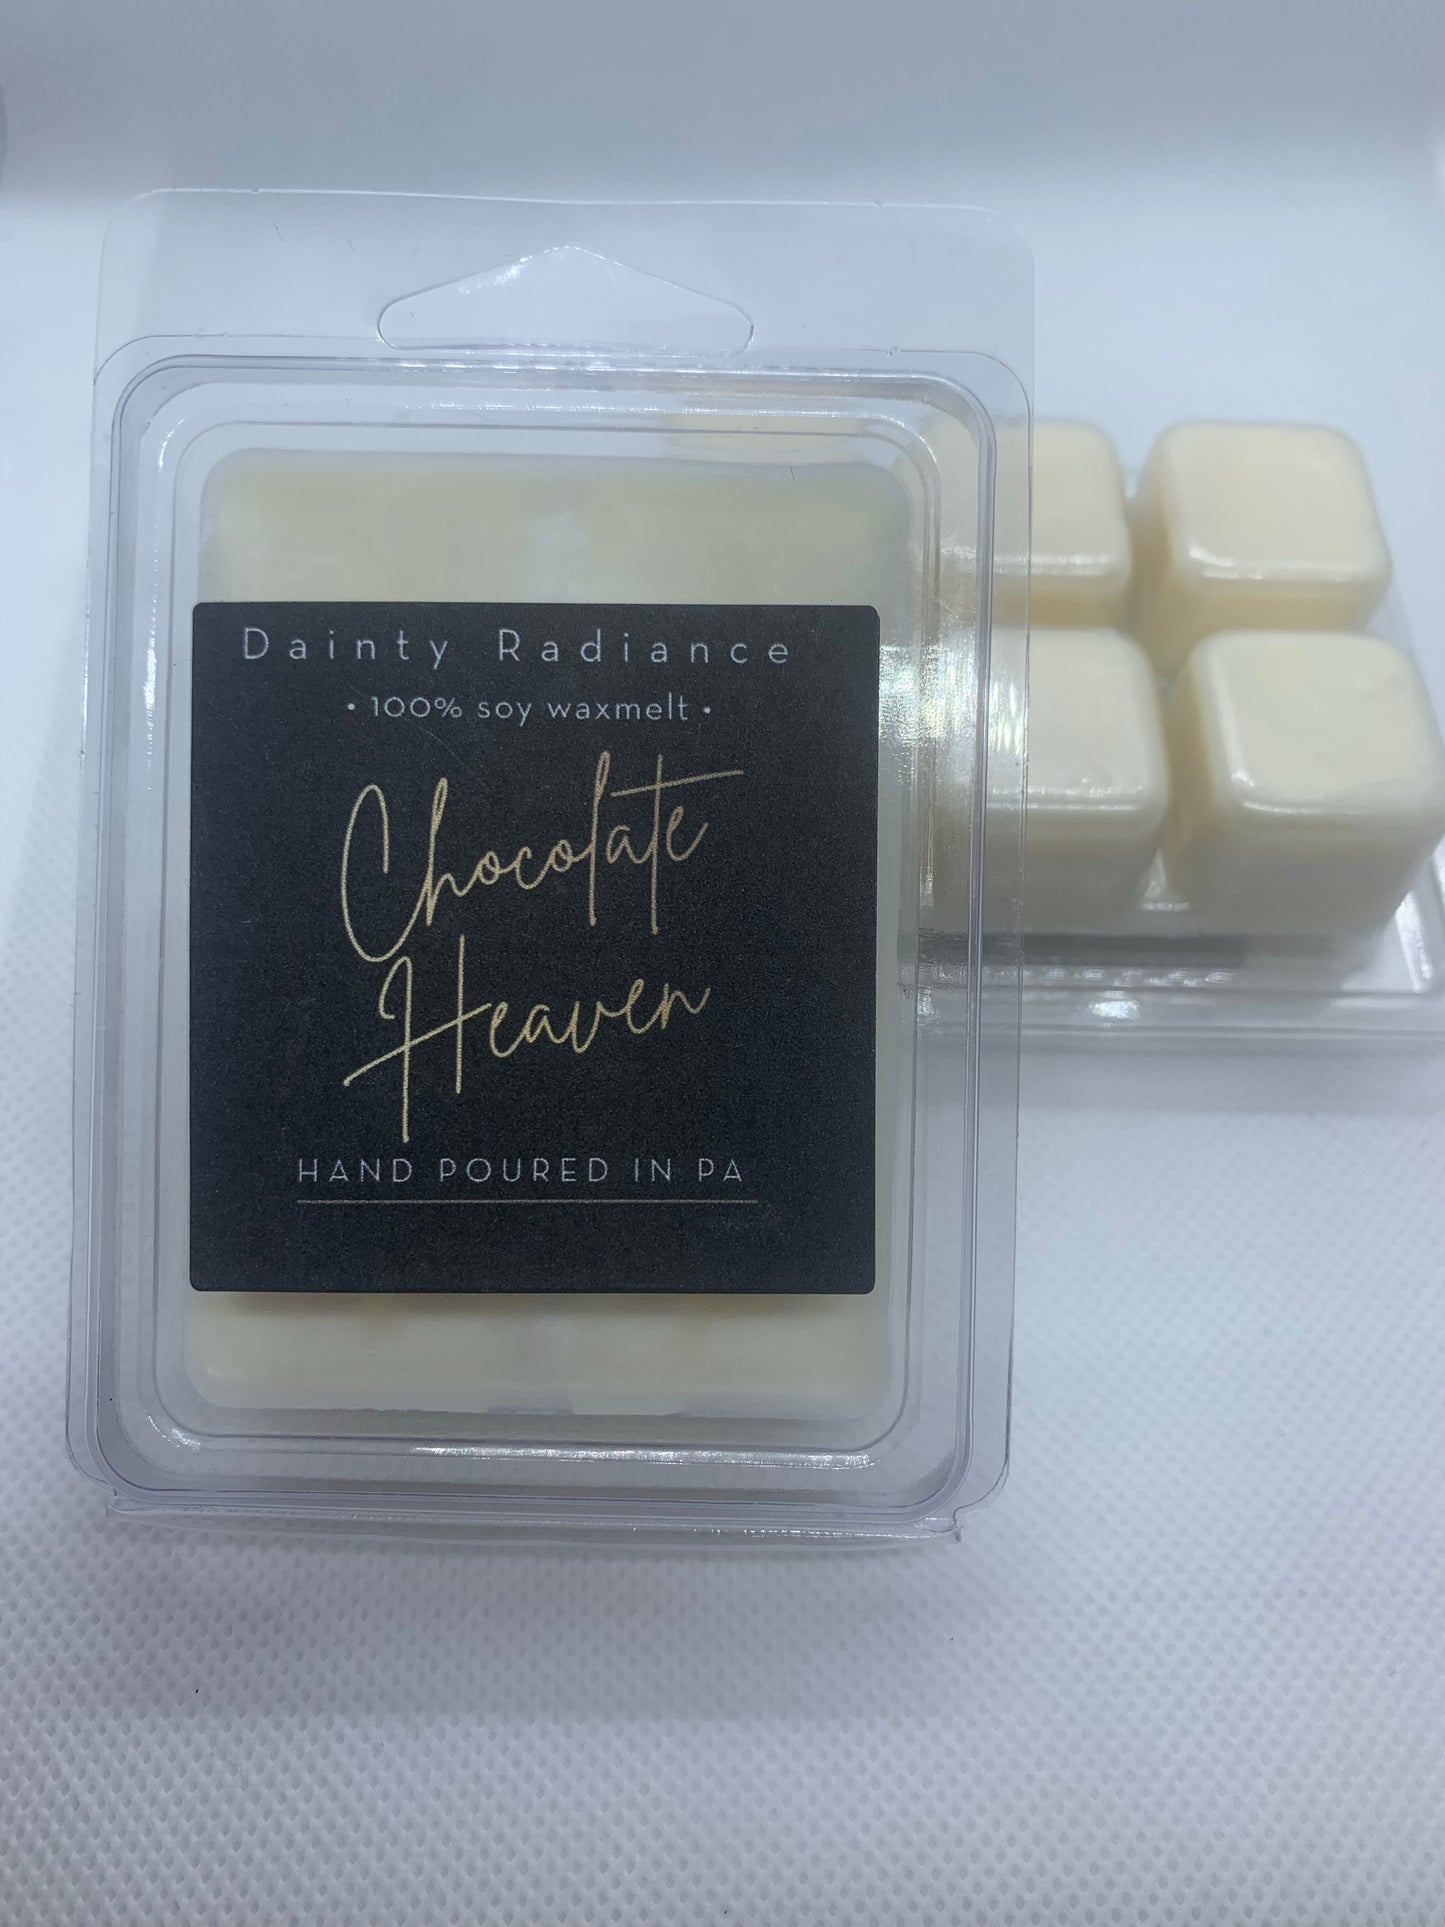 Dainty Radiance
• 100% soy waxmelt •
Chocolate
Heaven
HAND POURED IN PA